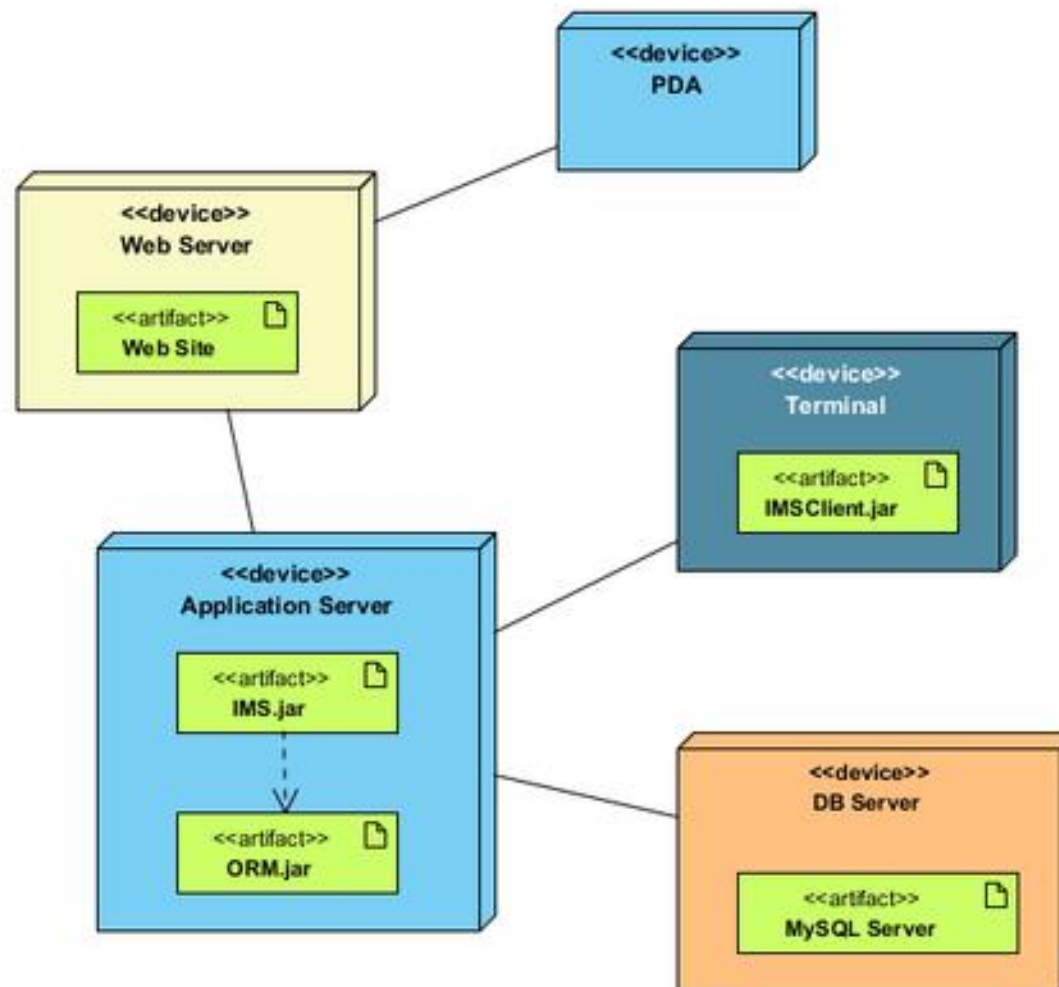 <<device>>
PDA
<<device>>
Web Server
<<artifact>>
Web Site
<<device>>
Terminal
<<artifact>>
IMSClient.jar
<<device>>
Application Server
<<artifact>>
IMS.jar
<<artifact>>
ORM.jar
<<device>>
DB Server
<<artifact>>
MySQL Server